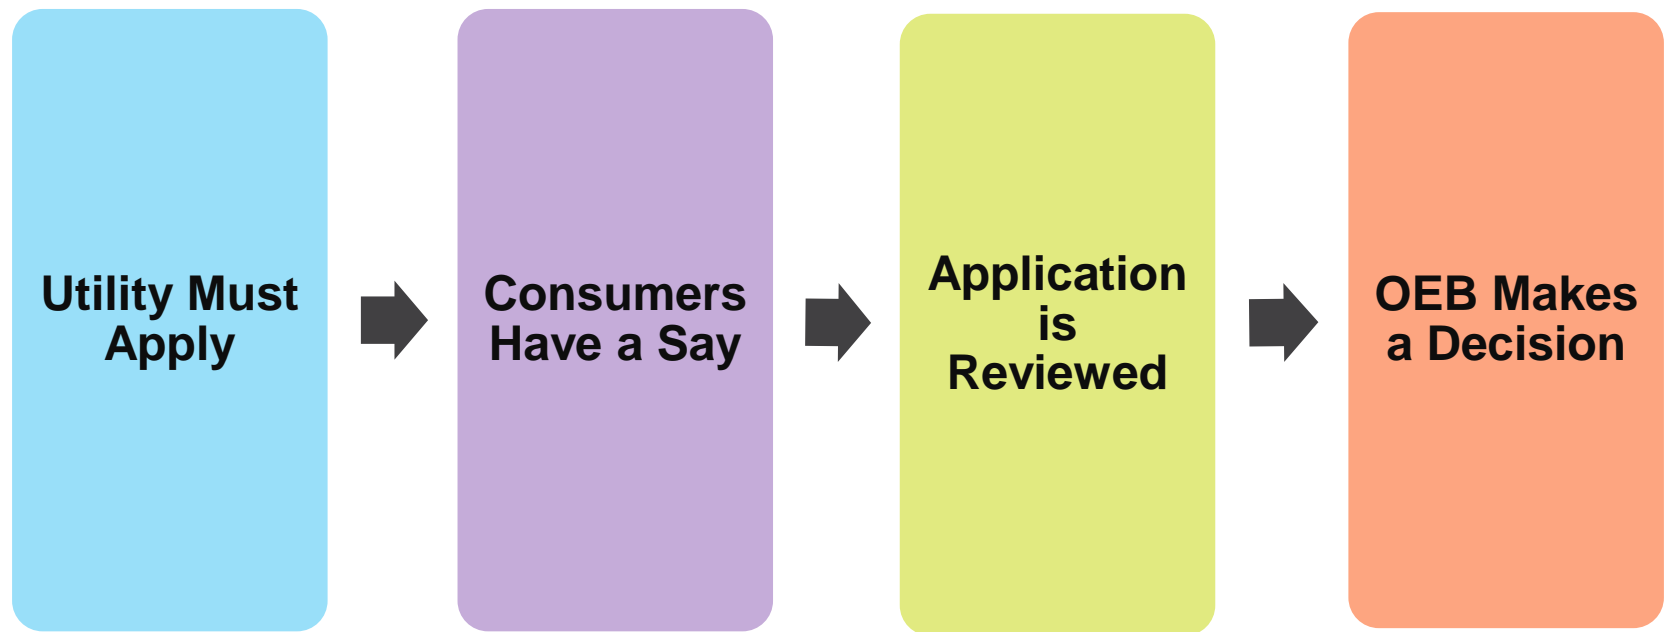 Utility Must
Apply
Consumers
Have a Say
Application
is
Reviewed
OEB Makes
a Decision